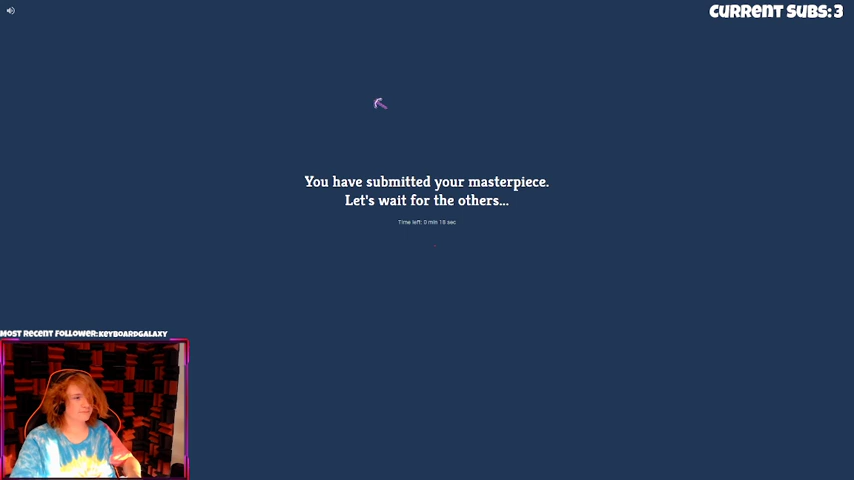 Current Subs: 3
You have submitted your masterpiece.
Let's wait for the others...
Time left: 0 min 18 sec
Most Recent Follower: KeyboardGalaxy